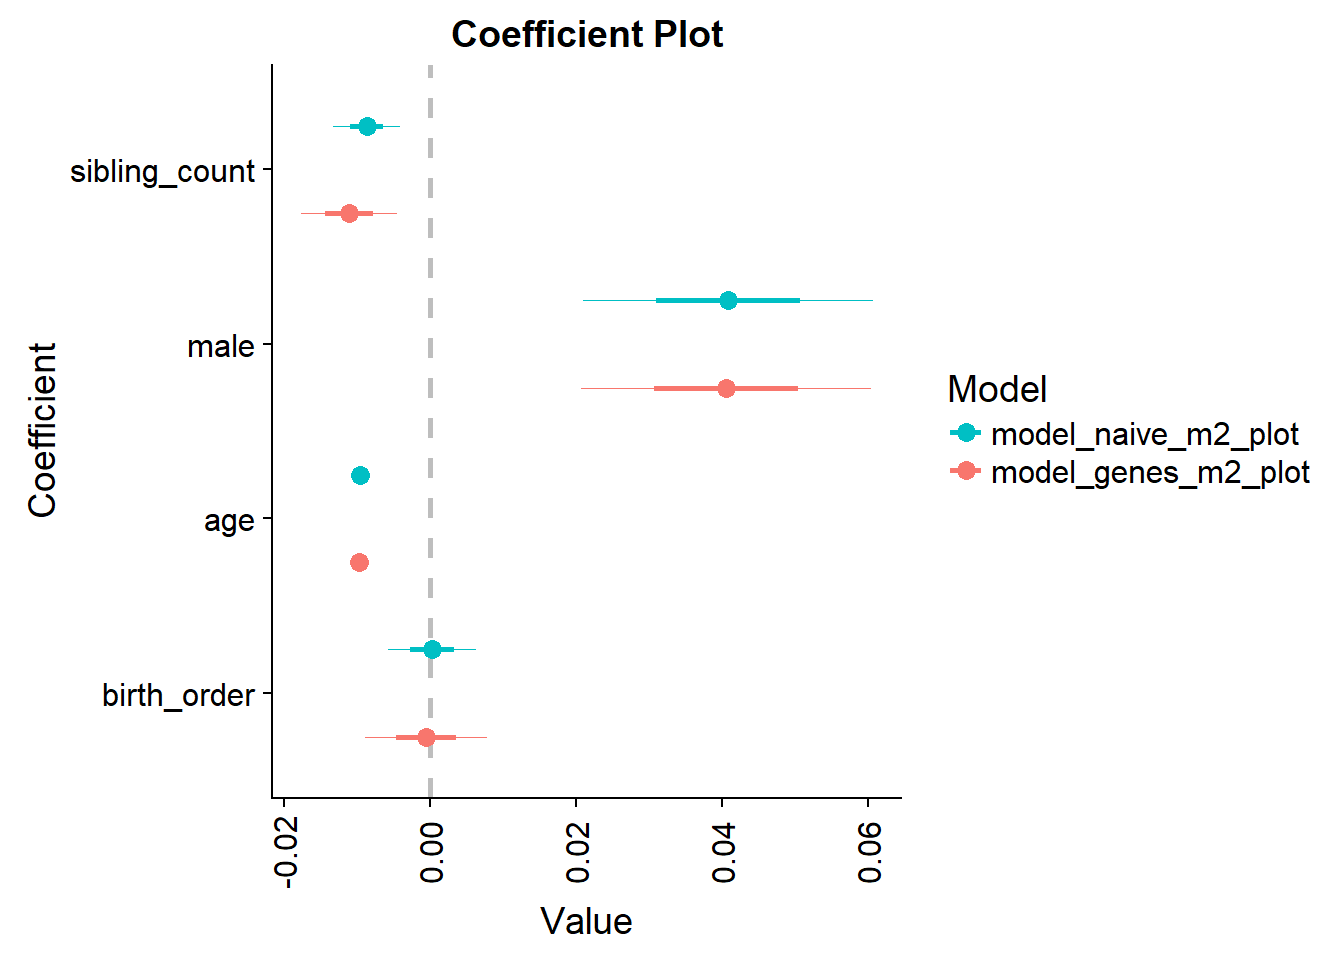 Coefficient Plot
Coefficient
sibling_count
male
age
birth_order
-0.02
0.00
0.02
0.04
0.06
Value
Model
model_naive_m2_plot
model_genes_m2_plot